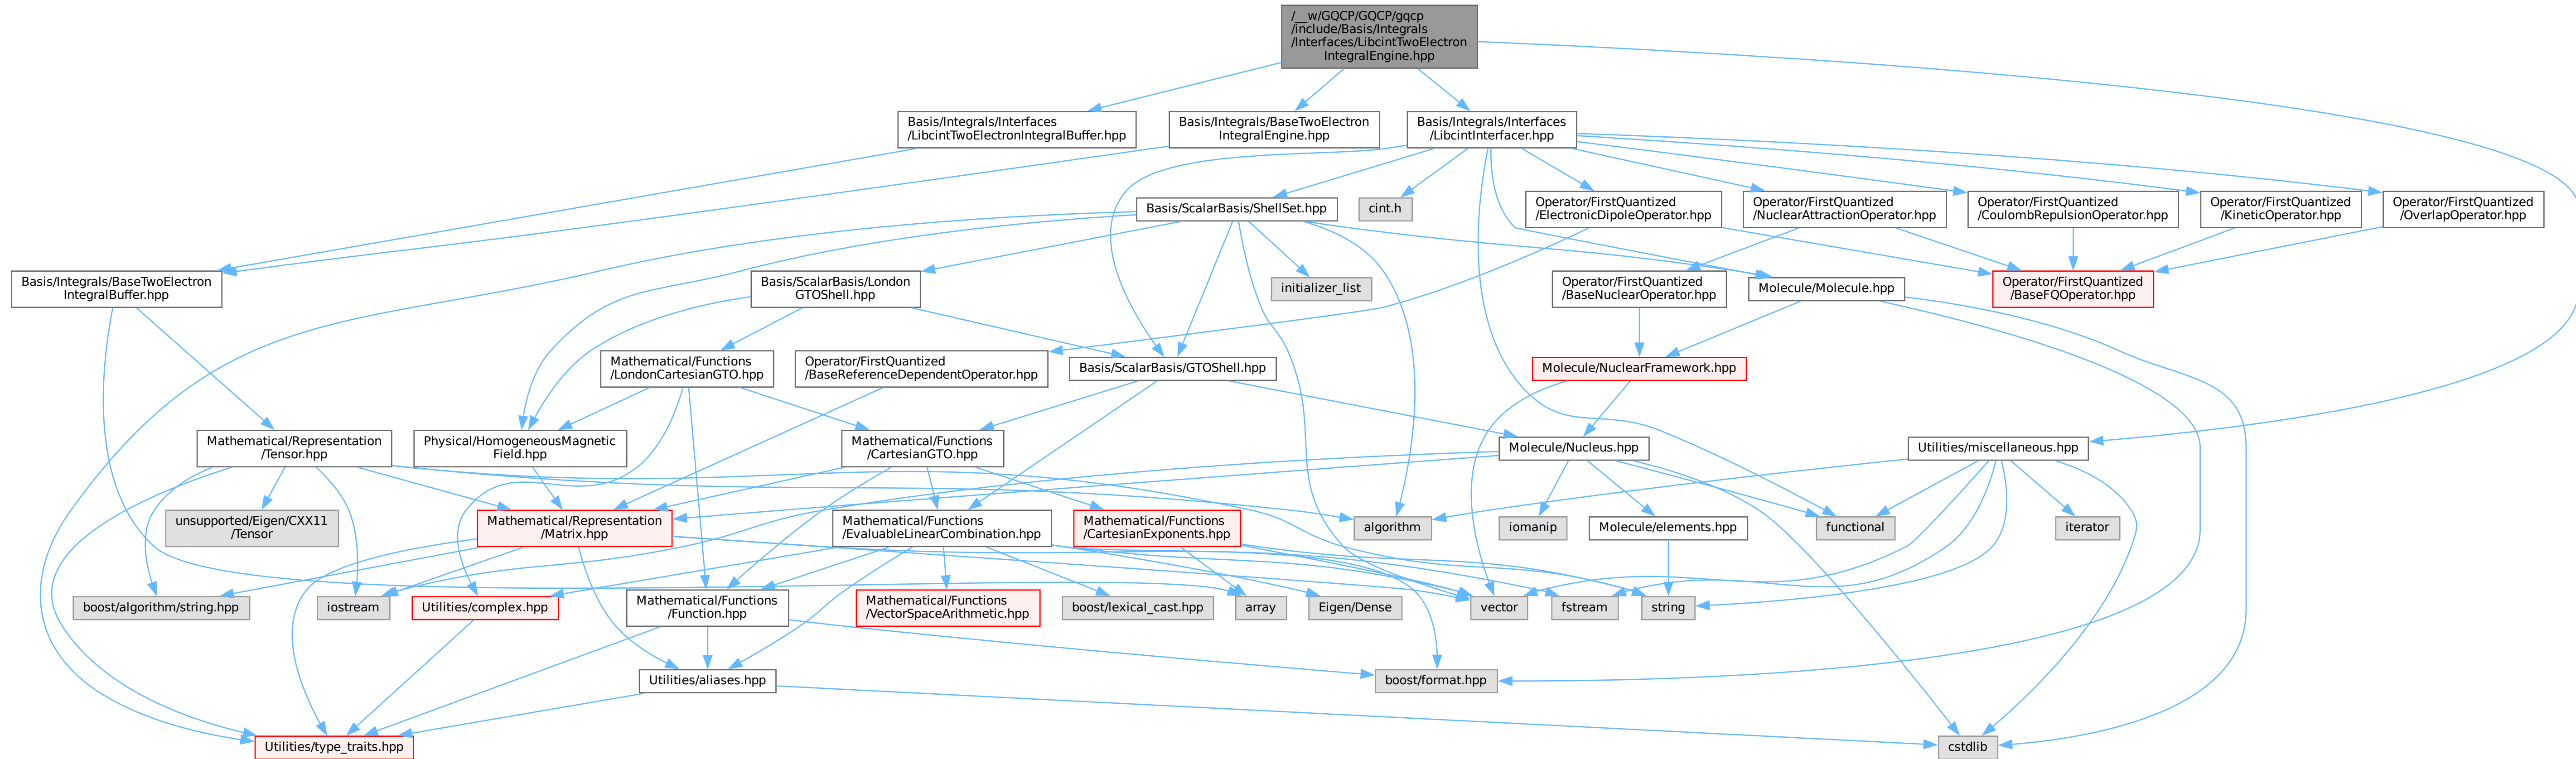 /__w/GQCP/GQCP/gqcp
/include/Basis/Integrals
/Interfaces/LibcintTwoElectron
IntegralEngine.hpp
Basis/Integrals/Interfaces
/LibcintTwoElectronIntegralBuffer.hpp
Basis/Integrals/BaseTwoElectron
IntegralEngine.hpp
Basis/Integrals/Interfaces
/LibcintInterfacer.hpp
Basis/ScalarBasis/ShellSet.hpp
cint.h
Operator/FirstQuantized
/ElectronicDipoleOperator.hpp
Operator/FirstQuantized
/NuclearAttractionOperator.hpp
Operator/FirstQuantized
/CoulombRepulsionOperator.hpp
Operator/FirstQuantized
/KineticOperator.hpp
Operator/FirstQuantized
/OverlapOperator.hpp
Basis/Integrals/BaseTwoElectron
IntegralBuffer.hpp
Basis/ScalarBasis/London
GTOShell.hpp
initializer_list
Operator/FirstQuantized
/BaseNuclearOperator.hpp
Molecule/Molecule.hpp
Operator/FirstQuantized
/BaseFQOperator.hpp
Mathematical/Functions
/LondonCartesianGTO.hpp
Operator/FirstQuantized
/BaseReferenceDependentOperator.hpp
Basis/ScalarBasis/GTOShell.hpp
Molecule/NuclearFramework.hpp
Mathematical/Representation
/Tensor.hpp
Physical/HomogeneousMagnetic
Field.hpp
Mathematical/Functions
/CartesianGTO.hpp
Molecule/Nucleus.hpp
Utilities/miscellaneous.hpp
unsupported/Eigen/CXX11
/Tensor
Mathematical/Representation
/Matrix.hpp
algorithm
Mathematical/Functions
/EvaluableLinearCombination.hpp
Mathematical/Functions
/CartesianExponents.hpp
iomanip
Molecule/elements.hpp
functional
iterator
boost/algorithm/string.hpp
iostream
Utilities/complex.hpp
Mathematical/Functions
/Function.hpp
Mathematical/Functions
/VectorSpaceArithmetic.hpp
boost/lexical_cast.hpp
array
Eigen/Dense
vector
fstream
string
Utilities/aliases.hpp
boost/format.hpp
Utilities/type_traits.hpp
cstdlib